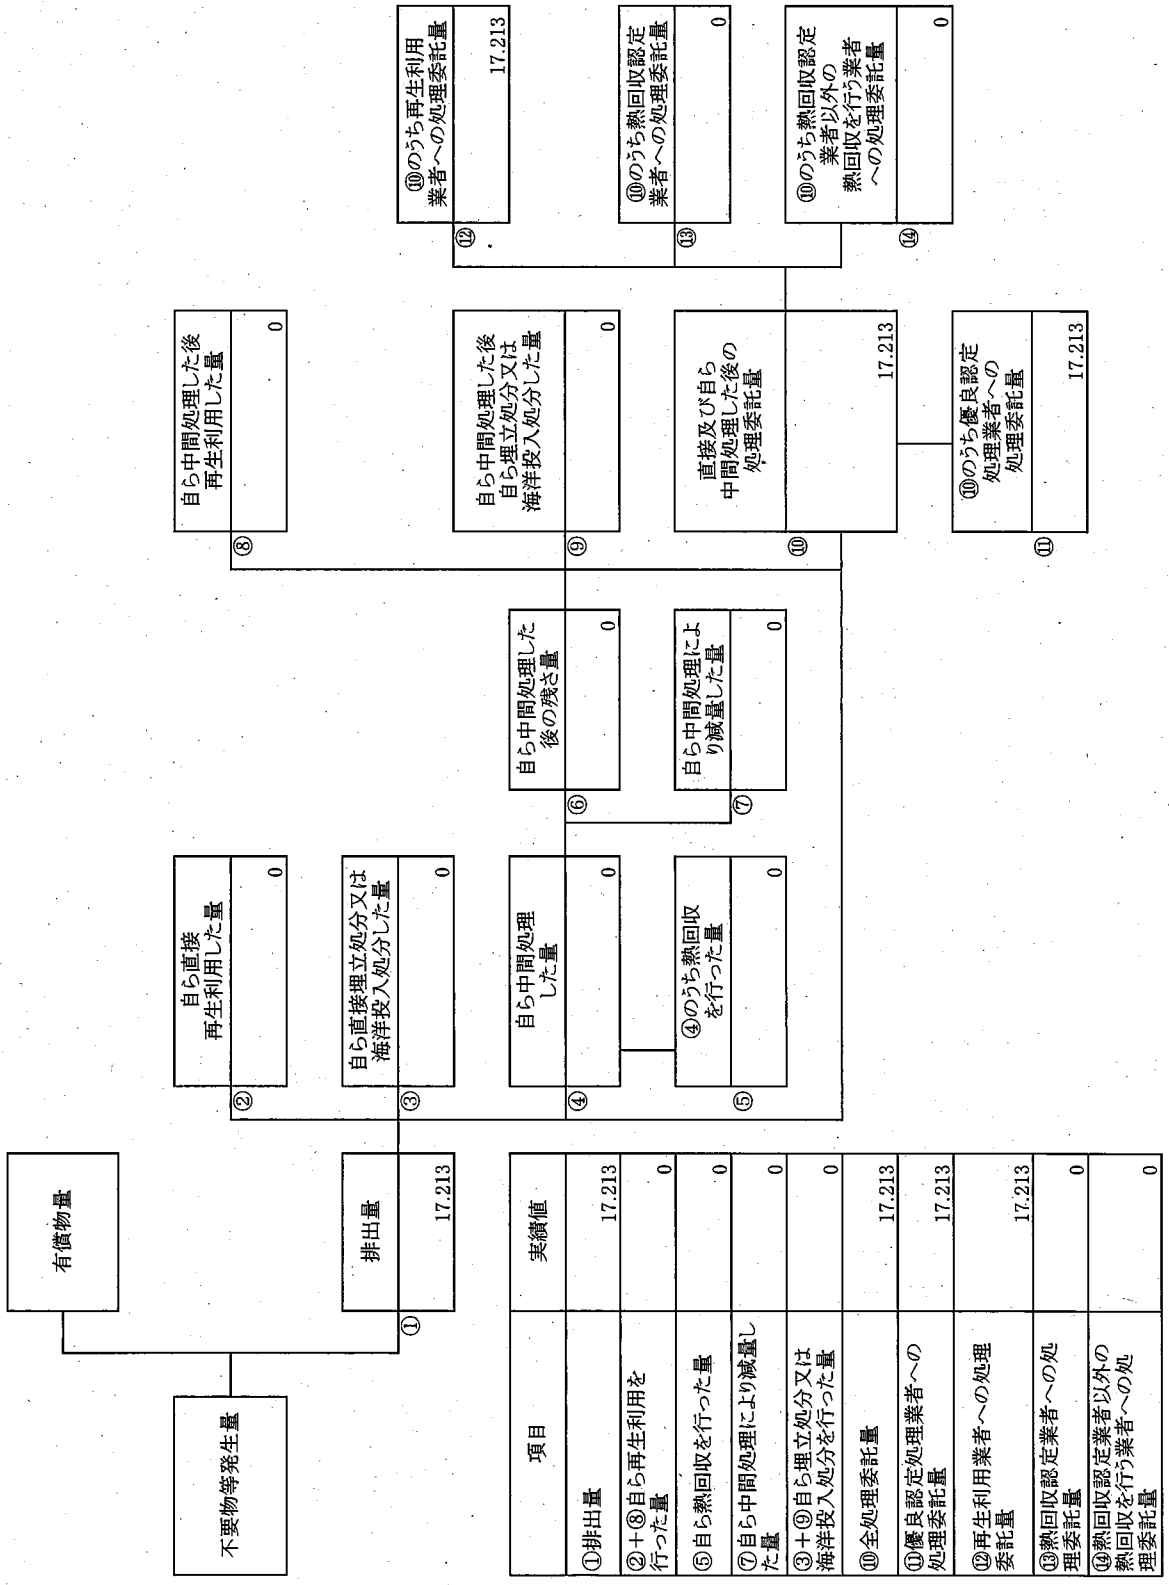 不要物等発生量
有償物量
①
排出量
17.213
②
自ら直接
再生利用した量
0
③
自ら直接埋立処分又は
海洋投入処分した量
0
④
自ら中間処理
した量
0
⑤
④のうち熱回収
を行った量
0
⑥
自ら中間処理した
後の残さ量
0
⑦
自ら中間処理によ
り減量した量
0
⑧
自ら中間処理した後
再生利用した量
0
⑨
自ら中間処理した後
自ら埋立処分又は
海洋投入処分した量
0
⑩
直接及び自ら
中間処理した後の
処理委託量
17.213
⑪
⑩のうち優良認定
処理業者への
処理委託量
17.213
⑫
⑩のうち再生利用
業者への処理委託量
17.213
⑬
⑩のうち熱回収認定
業者への処理委託量
0
⑭
⑩のうち熱回収認定
業者以外の
熱回収を行う業者
への処理委託量
0
項目
実績値
①排出量
17.213
②+⑧自ら再生利用を
行った量
0
⑤自ら熱回収を行った量
0
⑦自ら中間処理により減量し
た量
0
③+⑨自ら埋立処分又は
海洋投入処分を行った量
0
⑩全処理委託量
17.213
⑪優良認定処理業者への
処理委託量
17.213
⑫再生利用業者への処理
委託量
17.213
⑬熱回収認定業者への処
理委託量
0
⑭熱回収認定業者以外の
熱回収を行う業者への処
理委託量
0